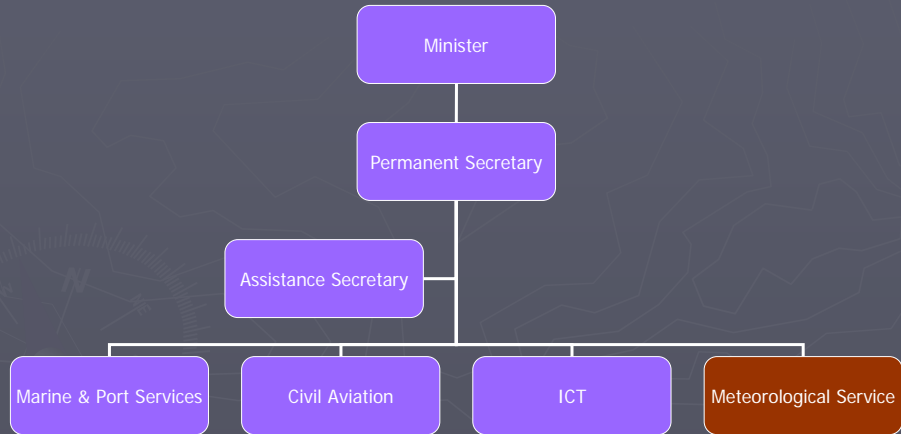 Minister
Permanent Secretary
Assistance Secretary
Marine & Port Services
Civil Aviation
ICT
Meteorological Service
N